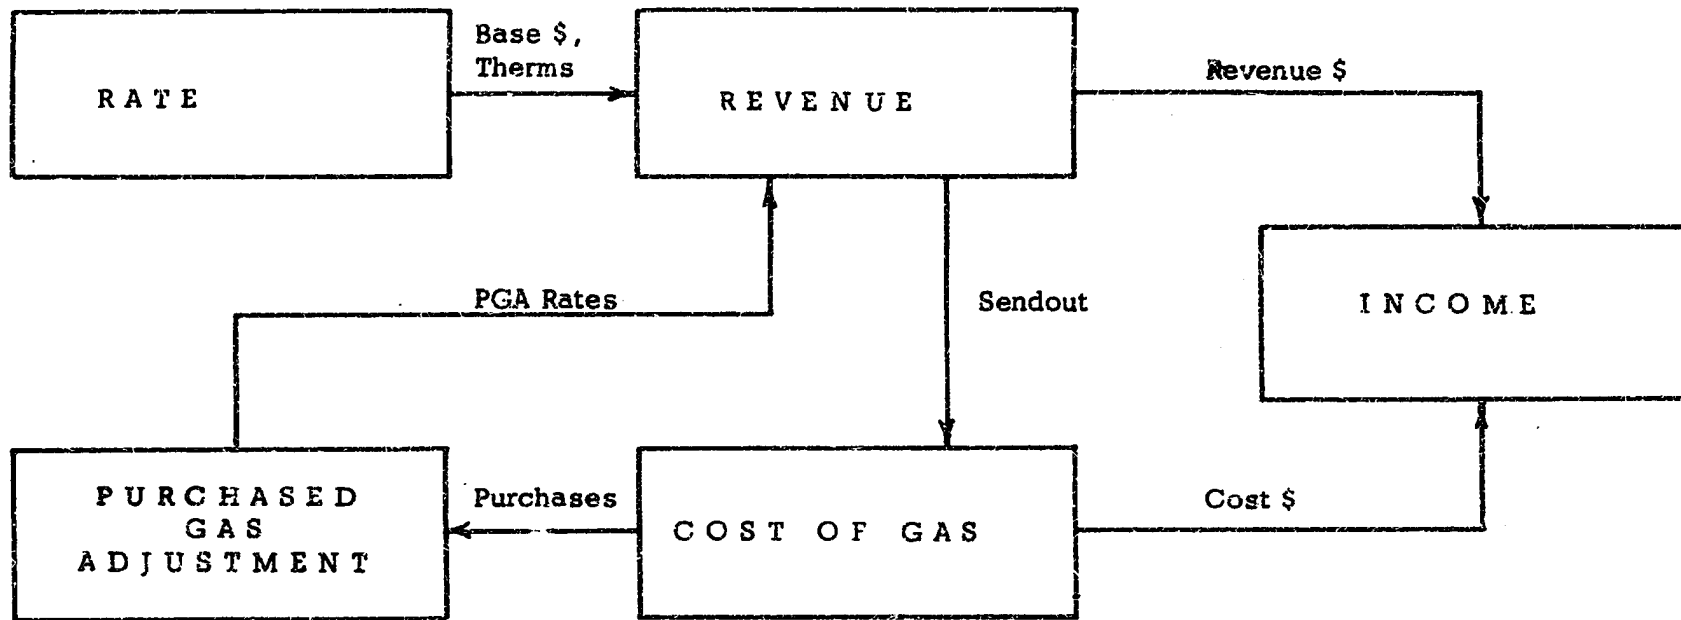 Base $,
Therms
RATE
REVENUE
Revenue $
PGA Rates
Sendout
INCOME
PURCHASED
GAS
ADJUSTMENT
Purchases
COST OF GAS
Cost $